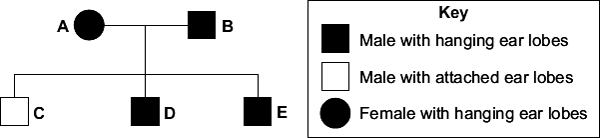 A
B
C
D
E
Key
Male with hanging ear lobes
Male with attached ear lobes
Female with hanging ear lobes